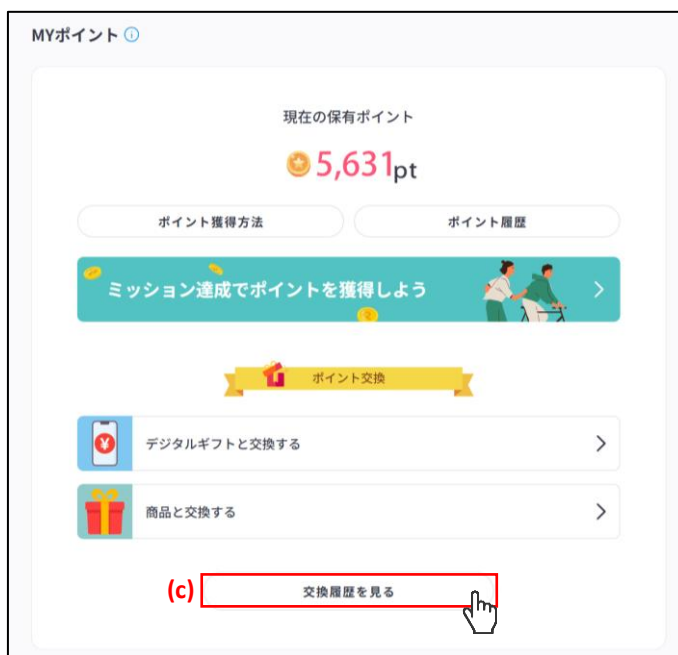 MYポイント
現在の保有ポイント
5,631pt
ポイント獲得方法 ポイント履歴
ミッション達成でポイントを獲得しよう
ポイント交換
¥
デジタルギフトと交換する
商品と交換する
(c) 交換履歴を見る